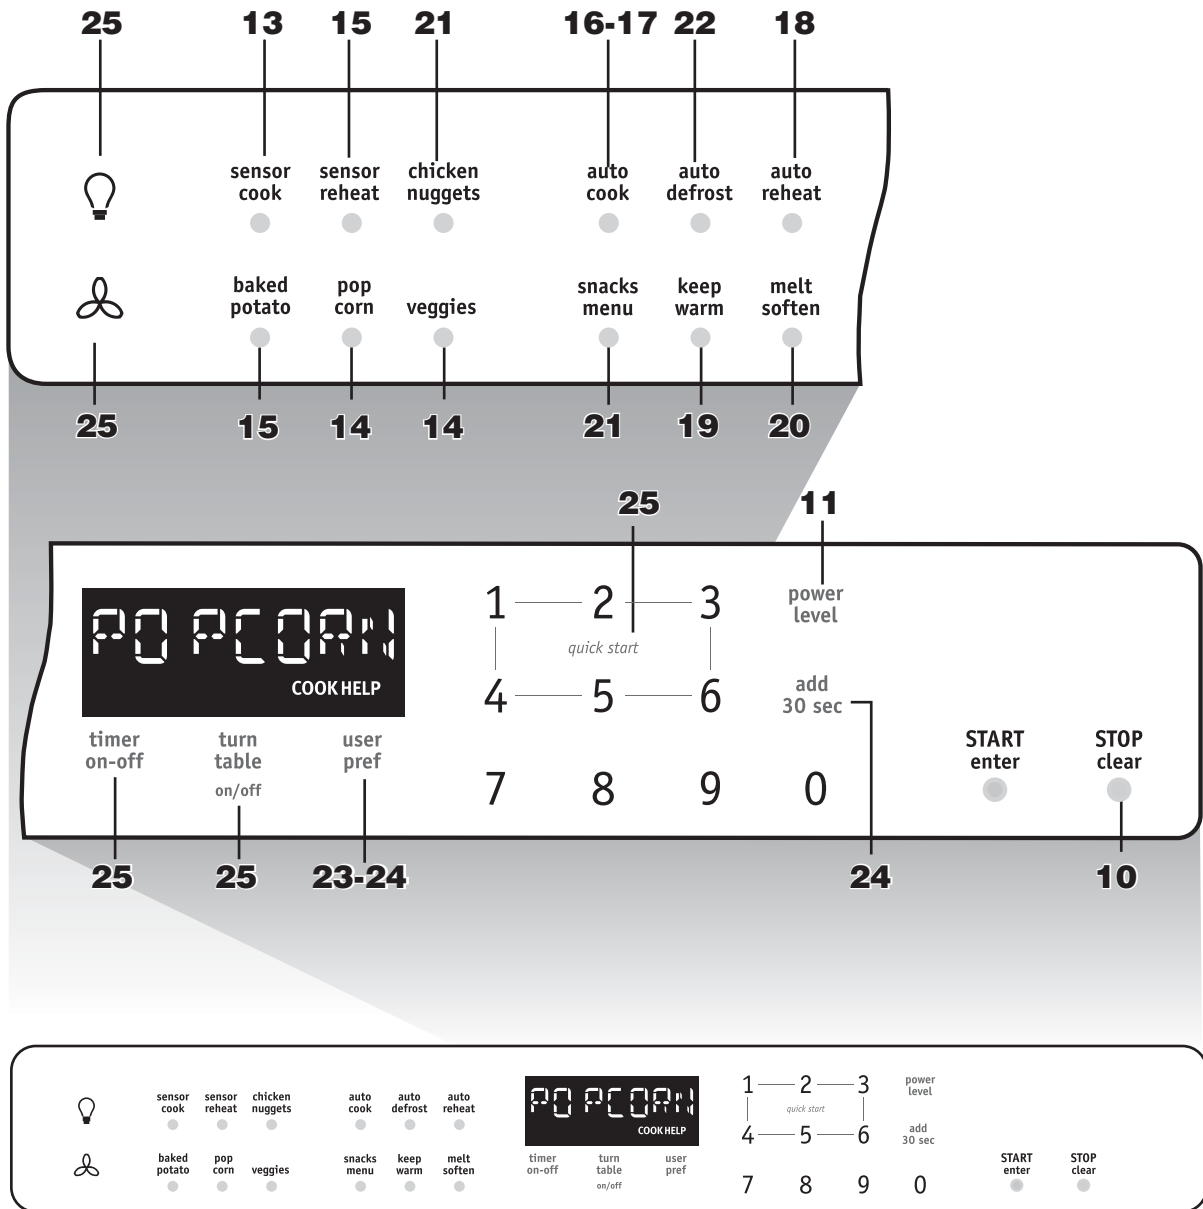 25 13 15 21 16-17 22 18
sensor sensor chicken auto auto auto
cook reheat nuggets cook defrost reheat
baked pop snacks keep melt
potato corn veggies menu warm soften
25 15 14 14 21 19 20
25 11
1 2 3 power
level
PO PCORN
quick start
COOK HELP
4 5 6 add
30 sec
timer turn user
on-off table pref
on/off
START STOP
enter clear
7 8 9 0
25 25 23-24 24 10
sensor sensor chicken auto auto auto
cook reheat nuggets cook defrost reheat
baked pop snacks keep melt
potato corn veggies menu warm soften
PO PCORN
COOK HELP
timer turn user
on-off table pref
on/off
1 2 3 power
level
quick start
4 5 6 add
30 sec
7 8 9 0
START STOP
enter clear